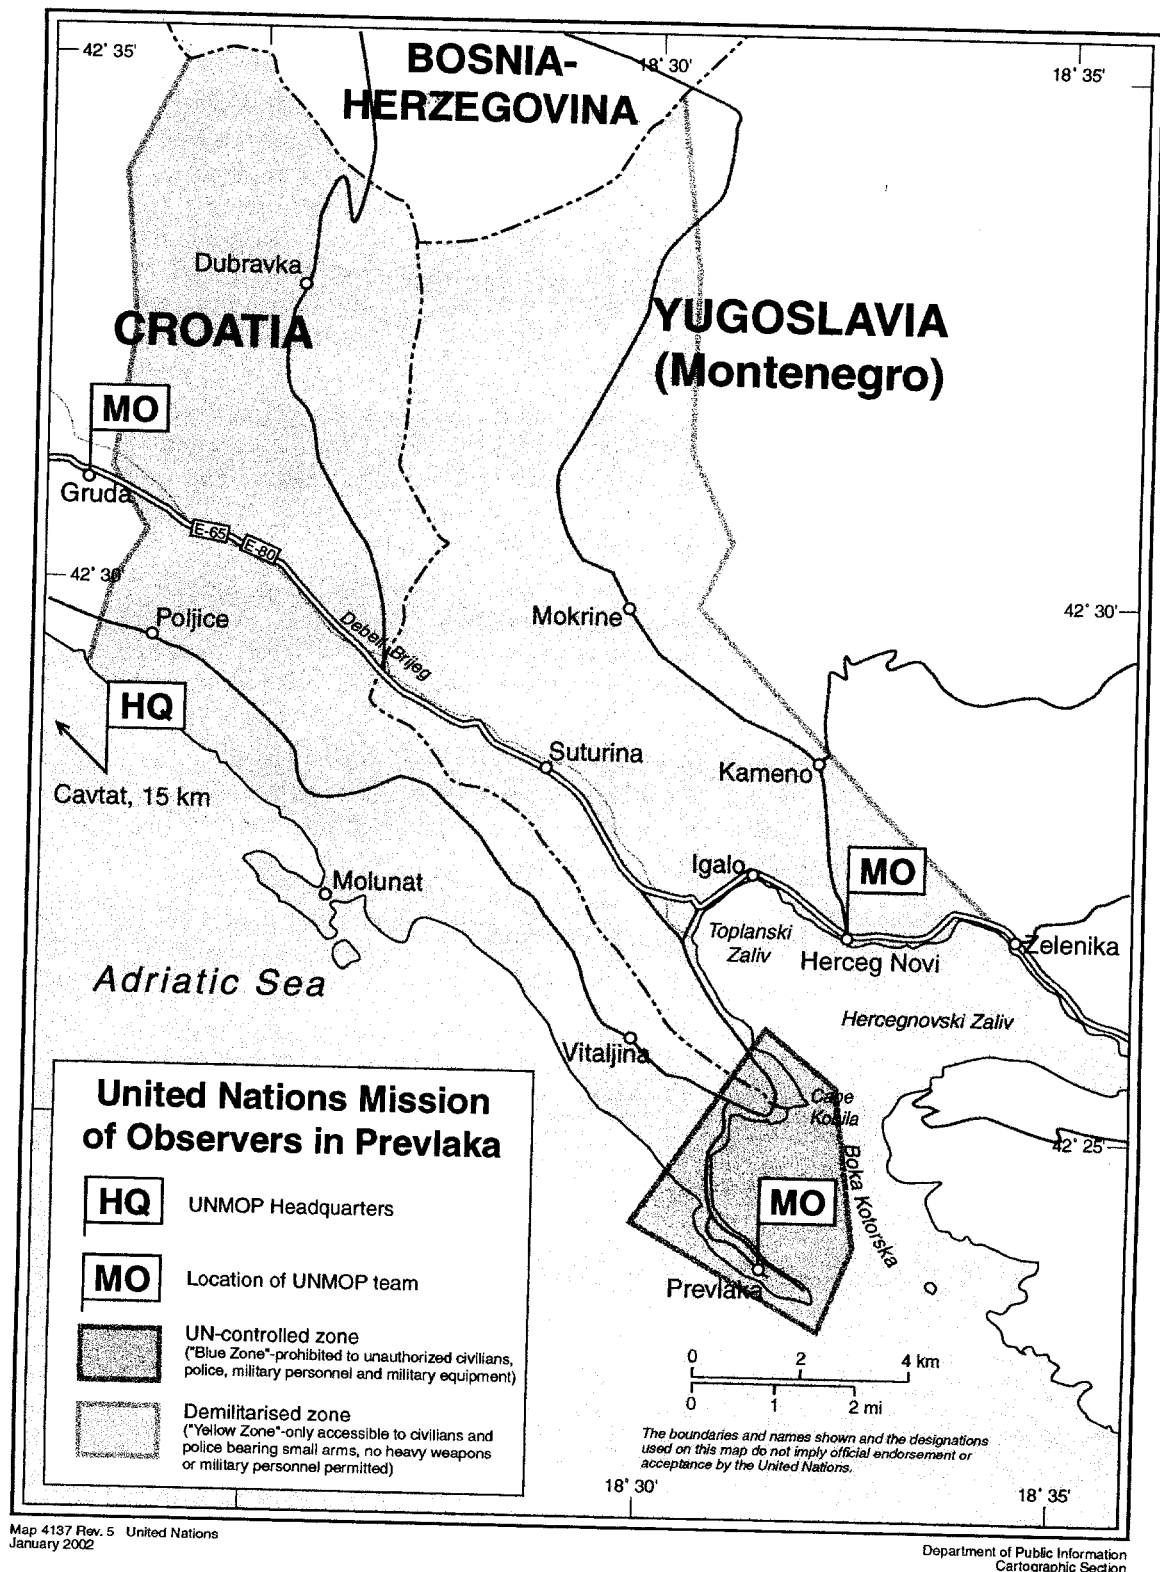 42° 35'
BOSNIA-
HERZEGOVINA
18° 30'
18° 35'
Dubravka
CROATIA
YUGOSLAVIA
(Montenegro)
MO
Gruda
E-65
E-80
42° 30'
Poljice
Debeli Brijeg
Mokrine
42° 30'
HQ
Cavtat, 15 km
Suturina
Kameno
Molunat
Igalo
MO
Toplanski
Zaliv
Herceg Novi
Zelenika
Adriatic Sea
Hercegnovski Zaliv
Vitaljina
Cape
Kobila
42° 25'
Boka Kotorska
MO
Prevlaka
United Nations Mission
of Observers in Prevlaka
HQ UNMOP Headquarters
MO Location of UNMOP team
UN-controlled zone
("Blue Zone"-prohibited to unauthorized civilians,
police, military personnel and military equipment)
Demilitarised zone
("Yellow Zone"-only accessible to civilians and
police bearing small arms, no heavy weapons
or military personnel permitted)
0 2 4 km
0 1 2 mi
The boundaries and names shown and the designations
used on this map do not imply official endorsement or
acceptance by the United Nations.
18° 30'
18° 35'
Map 4137 Rev. 5 United Nations
January 2002
Department of Public Information
Cartographic Section